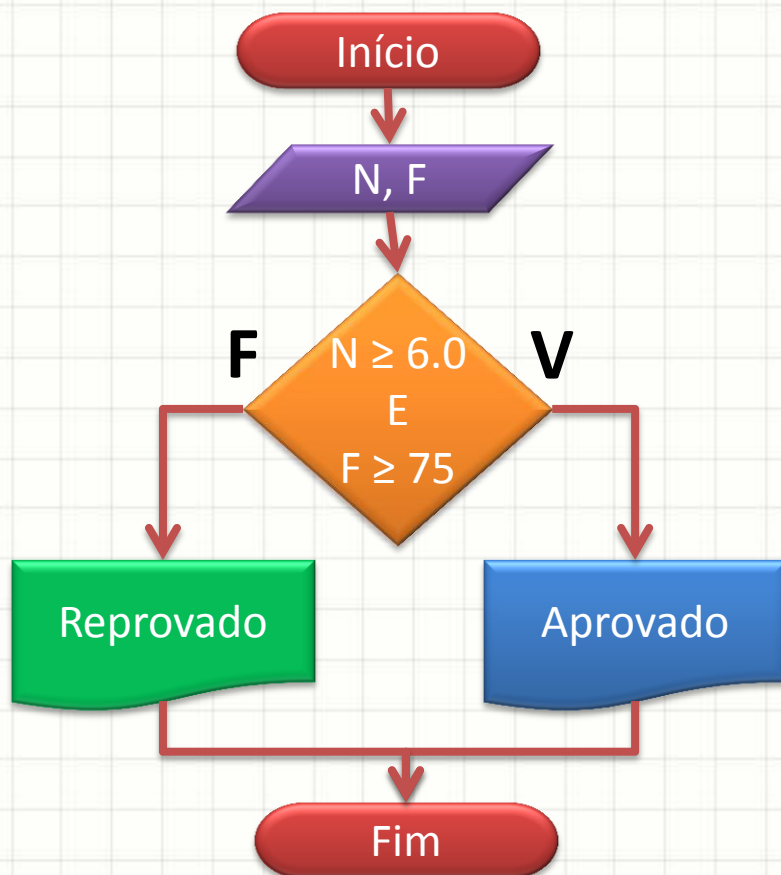 Início
N, F
F
V
N ≥ 6.0
E
F ≥ 75
Reprovado
Aprovado
Fim